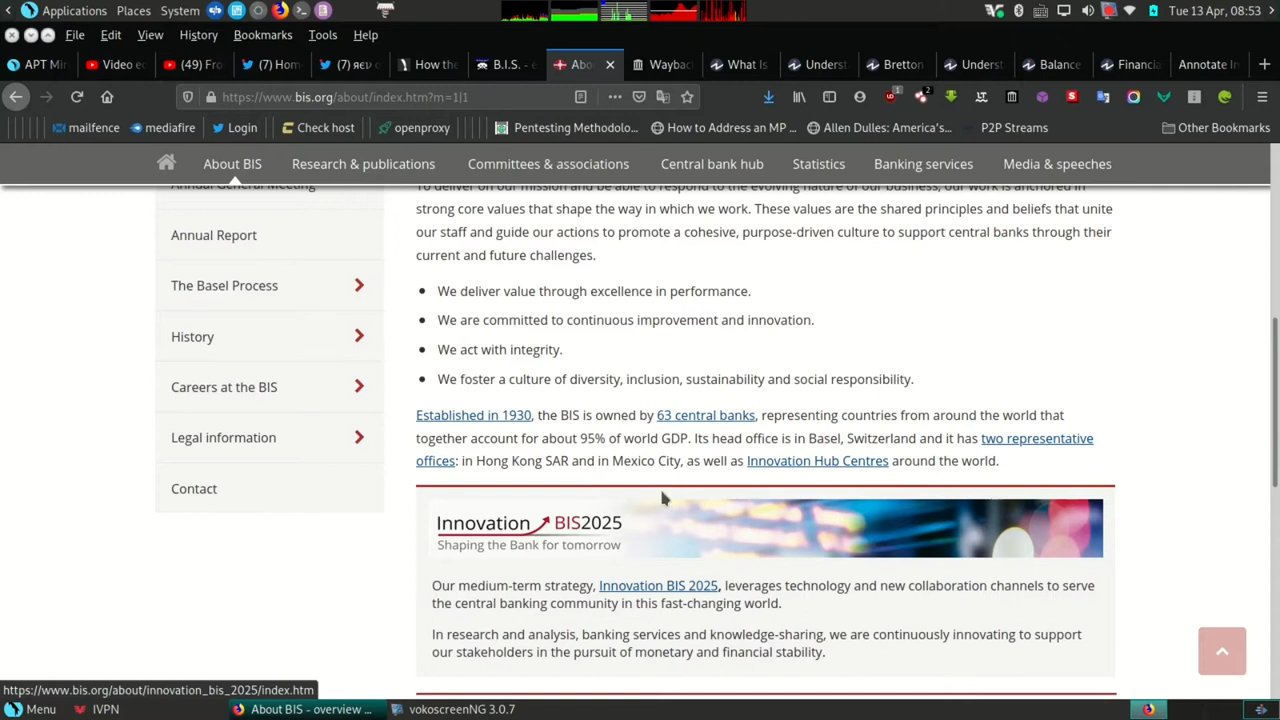 Applications Places System
Tue 13 Apr, 08:53
File Edit View History Bookmarks Tools Help
APT Mir
Video ec
(49) Fro
(7) Hom
How the
B.I.S. - e
Abo
Wayback
What Is
Underst
Bretton
Underst
Balance
Financia
Annotate In
https://www.bis.org/about/index.htm?m=1|1
mailfence
mediafire
Login
Check host
openproxy
Pentesting Methodolo...
How to Address an MP ...
Allen Dulles: America's...
P2P Streams
Other Bookmarks
About BIS
Research & publications
Committees & associations
Central bank hub
Statistics
Banking services
Media & speeches
Annual General Meeting
Annual Report
The Basel Process
History
Careers at the BIS
Legal information
Contact
To deliver on our mission and be able to respond to the evolving nature of our business, our work is anchored in
strong core values that shape the way in which we work. These values are the shared principles and beliefs that unite
our staff and guide our actions to promote a cohesive, purpose-driven culture to support central banks through their
current and future challenges.
We deliver value through excellence in performance.
We are committed to continuous improvement and innovation.
We act with integrity.
We foster a culture of diversity, inclusion, sustainability and social responsibility.
Established in 1930, the BIS is owned by 63 central banks, representing countries from around the world that
together account for about 95% of world GDP. Its head office is in Basel, Switzerland and it has two representative
offices: in Hong Kong SAR and in Mexico City, as well as Innovation Hub Centres around the world.
Innovation BIS2025
Shaping the Bank for tomorrow
Our medium-term strategy, Innovation BIS 2025, leverages technology and new collaboration channels to serve
the central banking community in this fast-changing world.
In research and analysis, banking services and knowledge-sharing, we are continuously innovating to support
our stakeholders in the pursuit of monetary and financial stability.
https://www.bis.org/about/innovation_bis_2025/index.htm
Menu
IVPN
About BIS - overview ...
vokoscreenNG 3.0.7